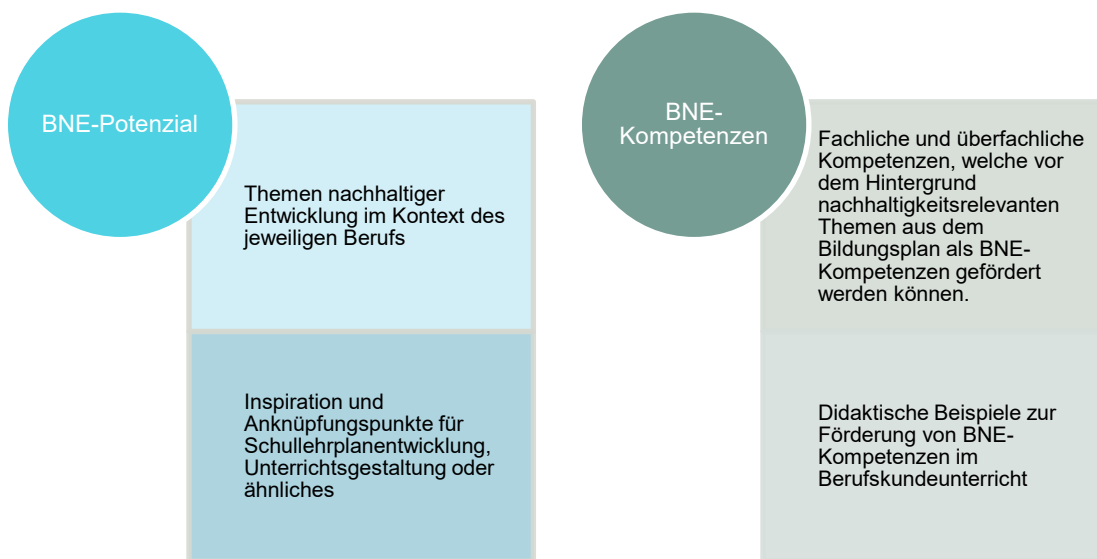 BNE-Potenzial
Themen nachhaltiger
Entwicklung im Kontext des
jeweiligen Berufs
Inspiration und
Anknüpfungspunkte für
Schullehrplanentwicklung,
Unterrichtsgestaltung oder
ähnliches
BNE-
Kompetenzen
Fachliche und überfachliche
Kompetenzen, welche vor
dem Hintergrund
nachhaltigkeitsrelevanten
Themen aus dem
Bildungsplan als BNE-
Kompetenzen gefördert
werden können.
Didaktische Beispiele zur
Förderung von BNE-
Kompetenzen im
Berufskundeunterricht